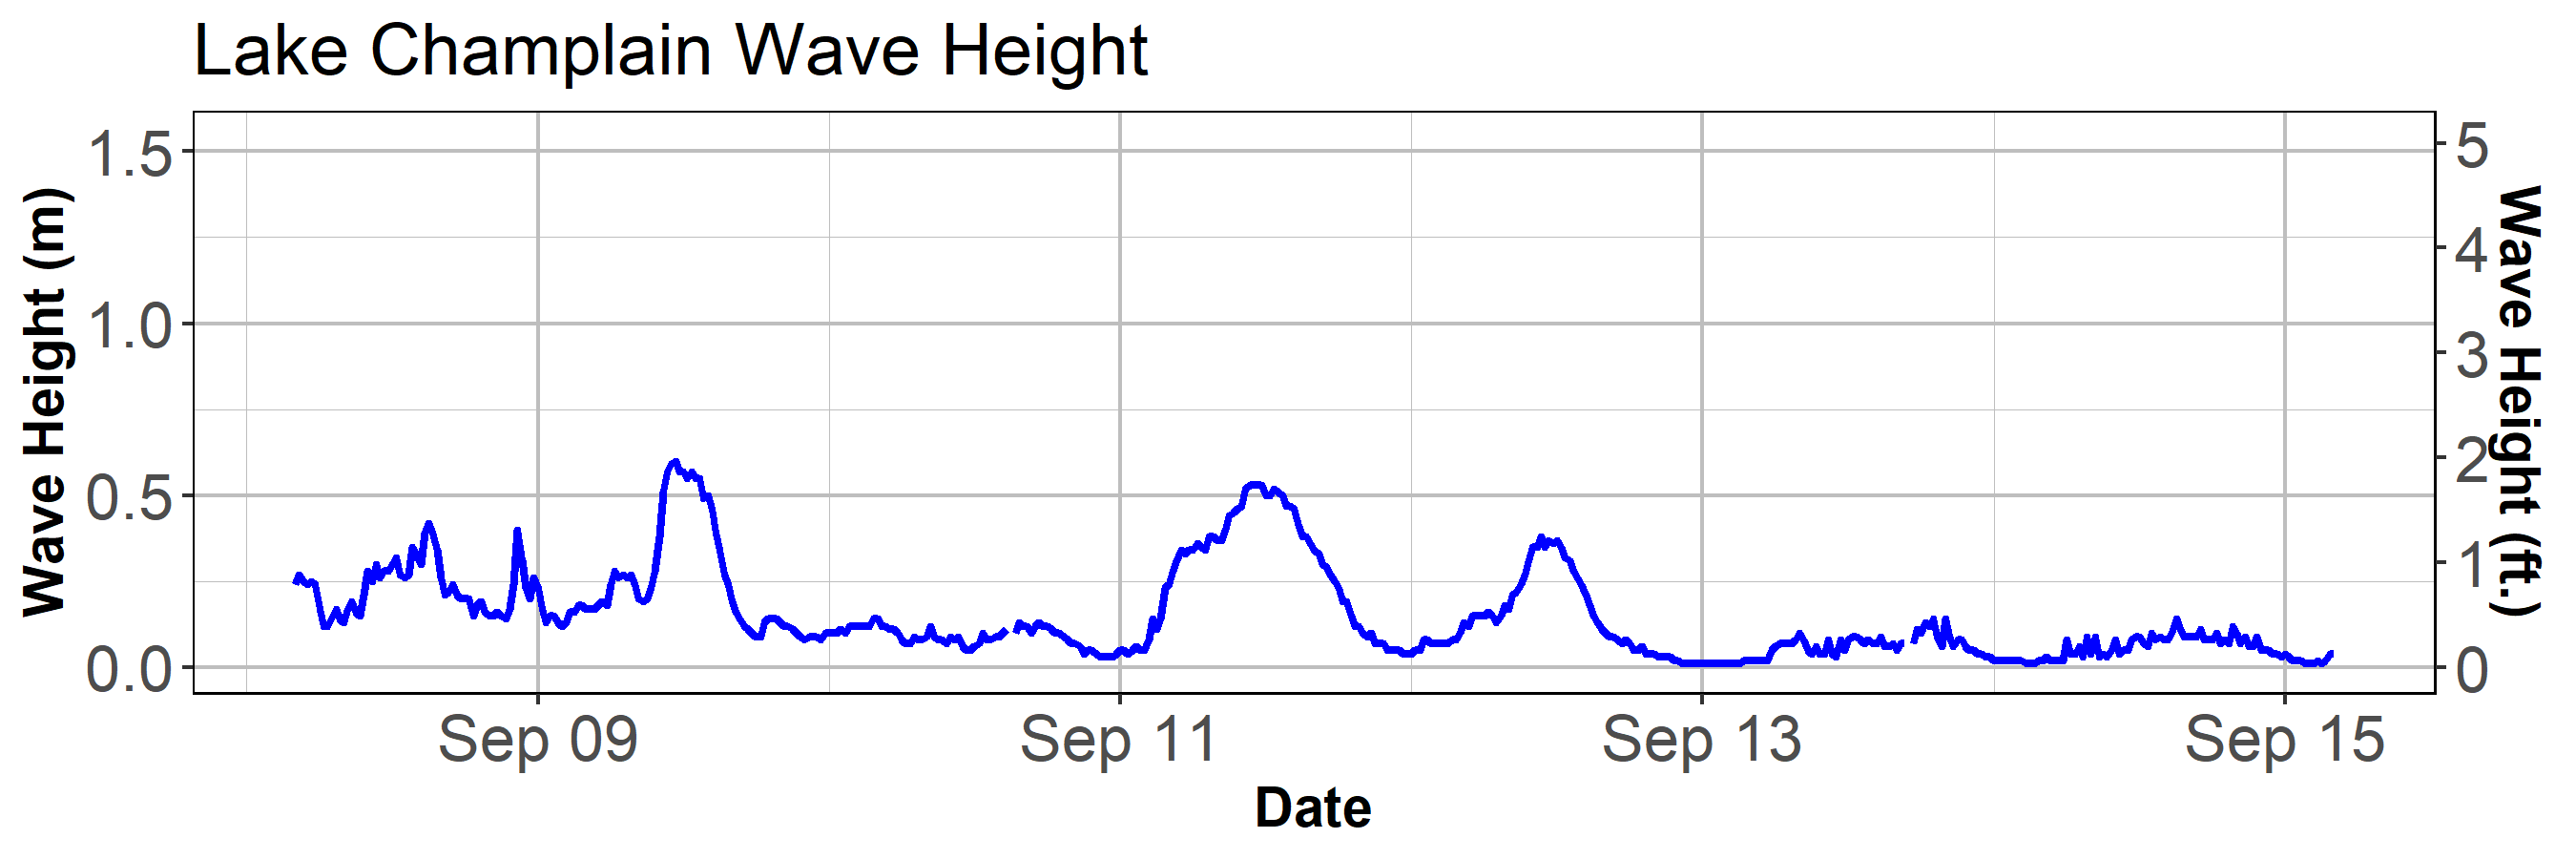 Lake Champlain Wave Height
Wave Height (m)
1.5
1.0
0.5
0.0
5
4
3
2
1
0
Wave Height (ft.)
Sep 09
Sep 11
Sep 13
Sep 15
Date